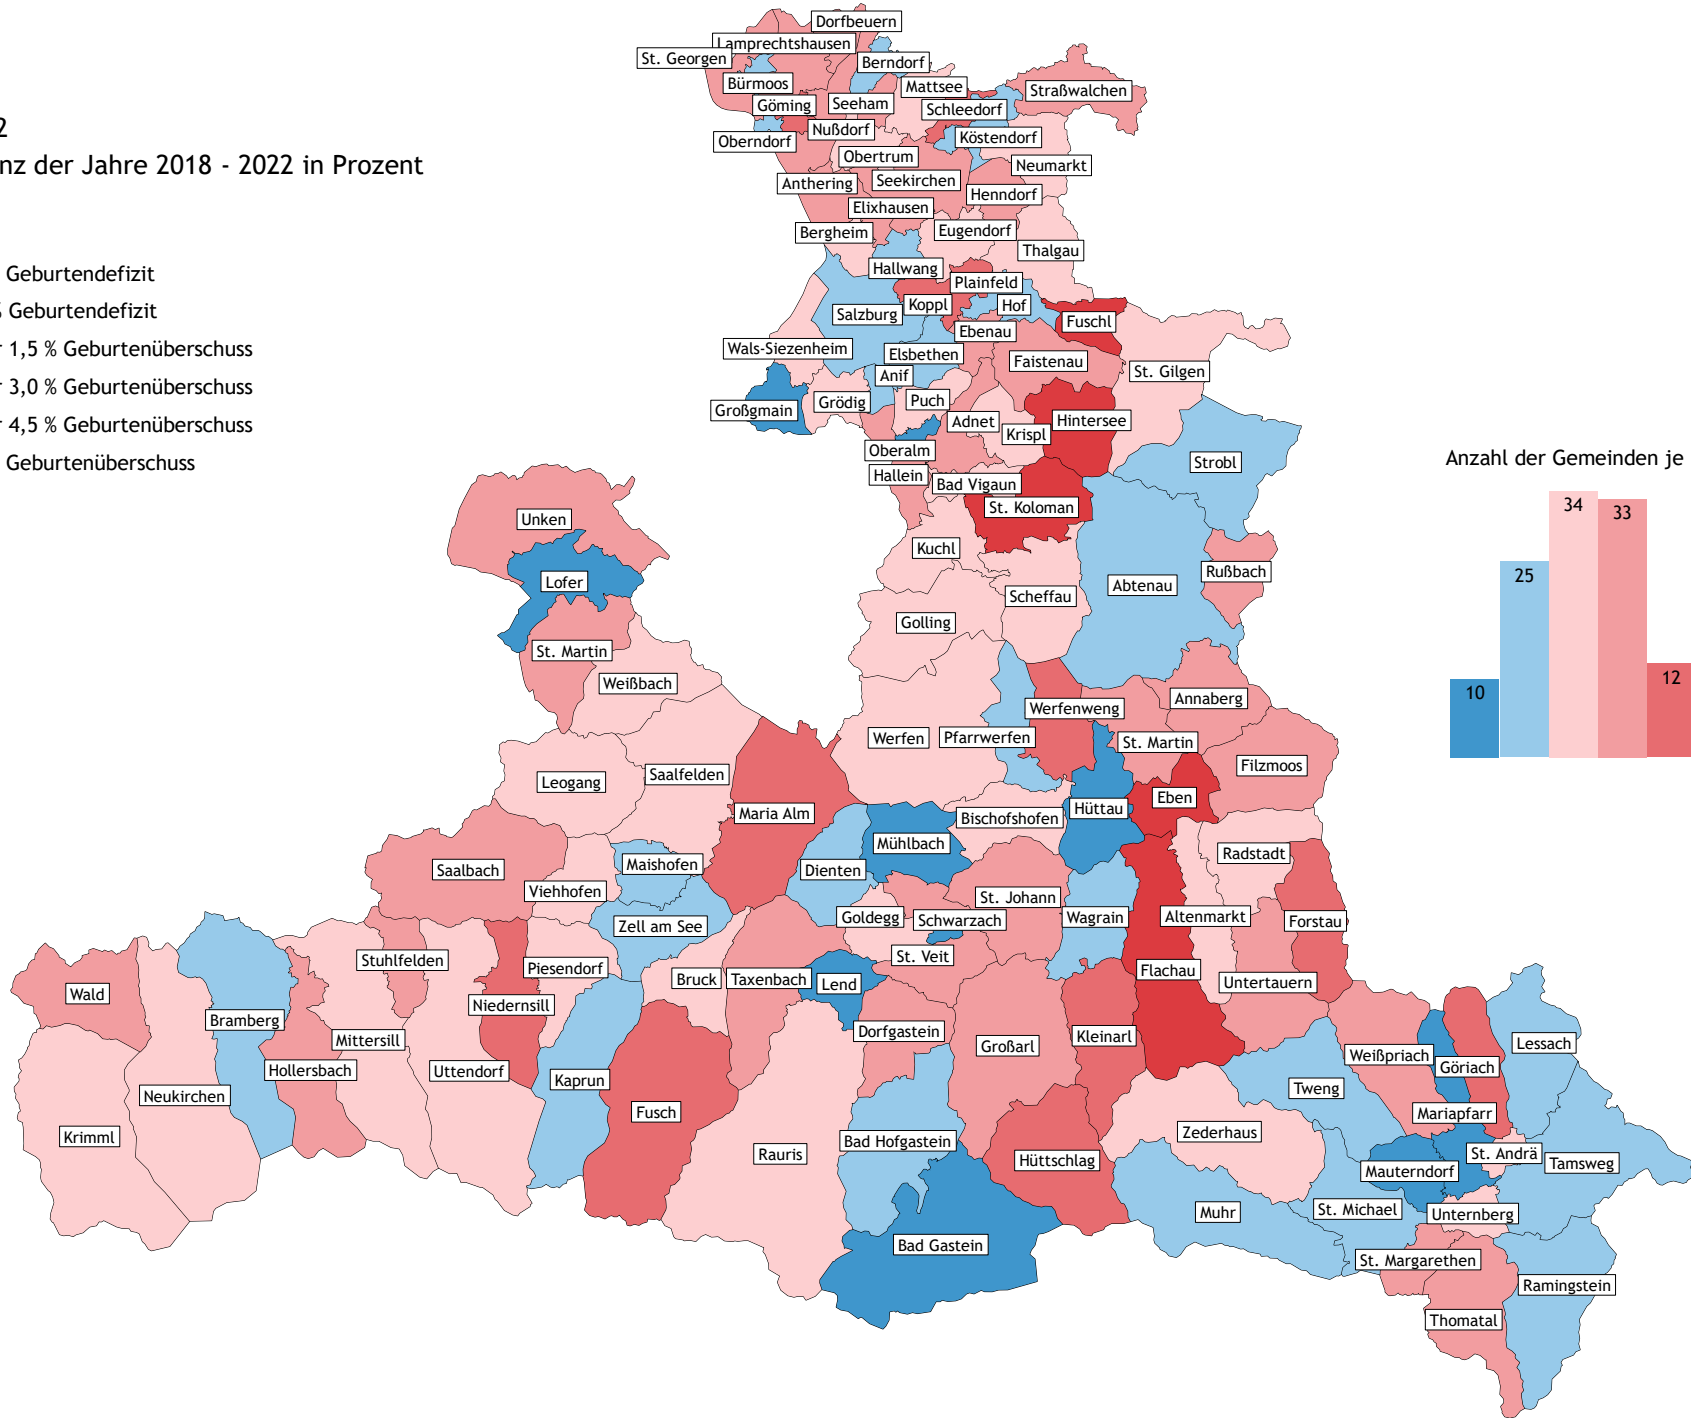 2
nz der Jahre 2018 - 2022 in Prozent
Geburtendefizit
% Geburtendefizit
r 1,5 % Geburtenüberschuss
r 3,0 % Geburtenüberschuss
r 4,5 % Geburtenüberschuss
Geburtenüberschuss
Dorfbeuern
Lamprechtshausen
St. Georgen
Berndorf
Bürmoos
Mattsee
Straßwalchen
Göming
Seeham
Schleedorf
Nußdorf
Oberndorf
Köstendorf
Obertrum
Neumarkt
Anthering
Seekirchen
Henndorf
Elixhausen
Bergheim
Eugendorf
Thalgau
Hallwang
Plainfeld
Koppl
Hof
Salzburg
Fuschl
Ebenau
Wals-Siezenheim
Elsbethen
Faistenau
St. Gilgen
Anif
Großgmain
Grödig
Puch
Adnet
Krispl
Hintersee
Oberalm
Strobl
Hallein
Bad Vigaun
St. Koloman
Anzahl der Gemeinden je
34
33
25
12
10
Unken
Lofer
Kuchl
Rußbach
Abtenau
Scheffau
Golling
St. Martin
Weißbach
Annaberg
Werfenweng
Werfen
Pfarrwerfen
St. Martin
Filzmoos
Leogang
Saalfelden
Eben
Hüttau
Maria Alm
Bischofshofen
Mühlbach
Radstadt
Saalbach
Maishofen
Dienten
Viehhofen
St. Johann
Goldegg
Schwarzach
Wagrain
Altenmarkt
Forstau
Zell am See
St. Veit
Stuhlfelden
Piesendorf
Flachau
Bruck
Taxenbach
Lend
Untertauern
Wald
Niedernsill
Bramberg
Dorfgastein
Kleinarl
Mittersill
Großarl
Lessach
Weißpriach
Göriach
Hollersbach
Uttendorf
Kaprun
Tweng
Neukirchen
Fusch
Mariapfarr
Krimml
Zederhaus
Bad Hofgastein
Rauris
Hüttschlag
St. Andrä
Tamsweg
Mauterndorf
Muhr
St. Michael
Unternberg
Bad Gastein
St. Margarethen
Ramingstein
Thomatal